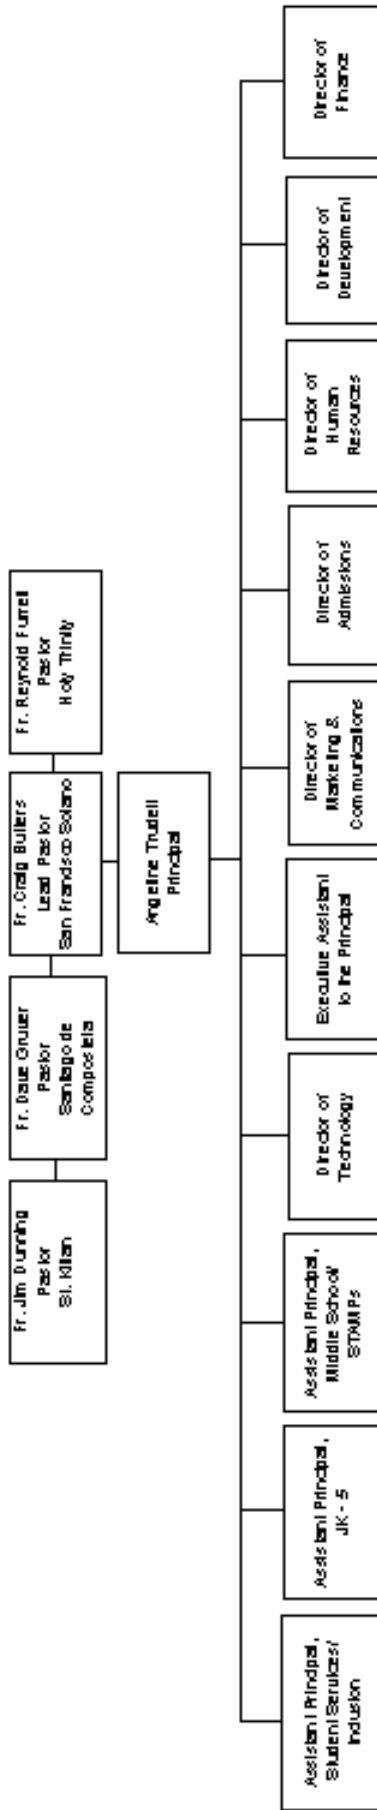 Fr. Jim Dunning
Pastor
St. Kilian
Fr. Dave Gruver
Pastor
Santiago de
Compostela
Fr. Craig Butters
Lead Pastor
San Francisco Solano
Fr. Reynold Furrell
Pastor
Holy Trinity
Angeline Trudell
Principal
Assistant Principal,
Student Services/
Inclusion
Assistant Principal,
JK - 5
Assistant Principal,
Middle School/
STAMPs
Director of
Technology
Executive Assistant
to the Principal
Director of
Marketing &
Communications
Director of
Admissions
Director of
Human
Resources
Director of
Development
Director of
Finance